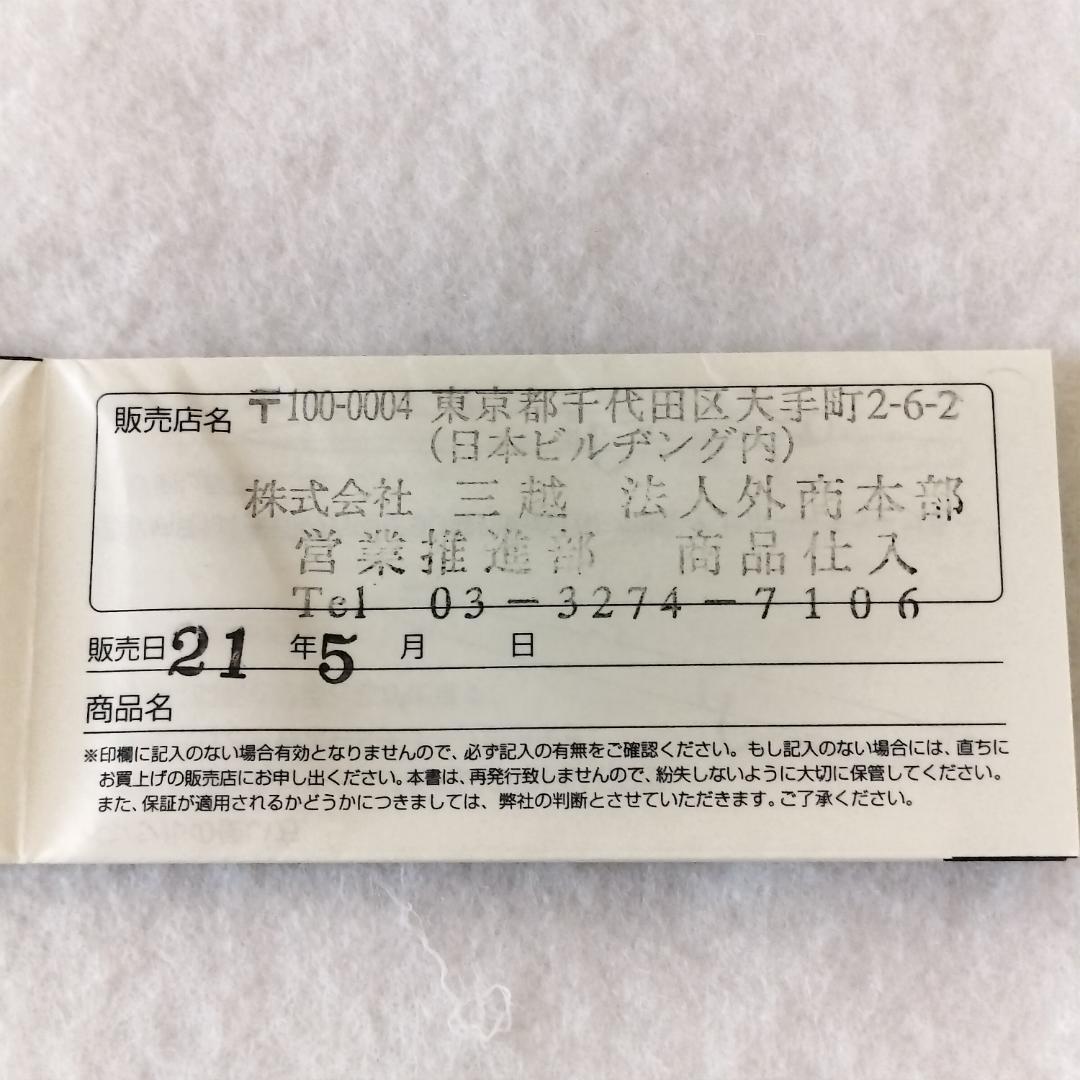 販売店名 〒100-0004 東京都千代田区大手町2-6-2
(日本ビルヂング内)
株式会社 三越 法人外商本部
営業推進部 商品仕入
Tel 03-3274-7106
販売日 21 年 5 月 日
商品名
※印欄に記入のない場合有効となりませんので、必ず記入の有無をご確認ください。もし記入のない場合には、直ちに
お買上げの販売店にお申し出ください。本書は、再発行致しませんので、紛失しないように大切に保管してください。
また、保証が適用されるかどうかにつきましては、弊社の判断とさせていただきます。ご了承ください。